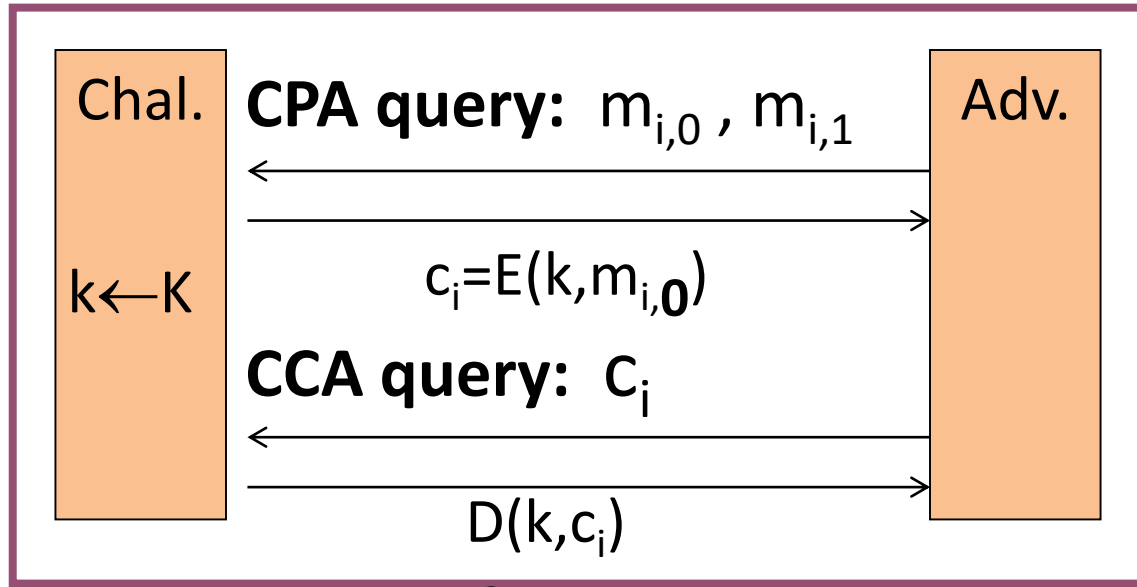 Chal.
CPA query: m_{i,0} , m_{i,1}
Adv.
c_i=E(k,m_{i,0})
k←K
CCA query: c_i
D(k,c_i)